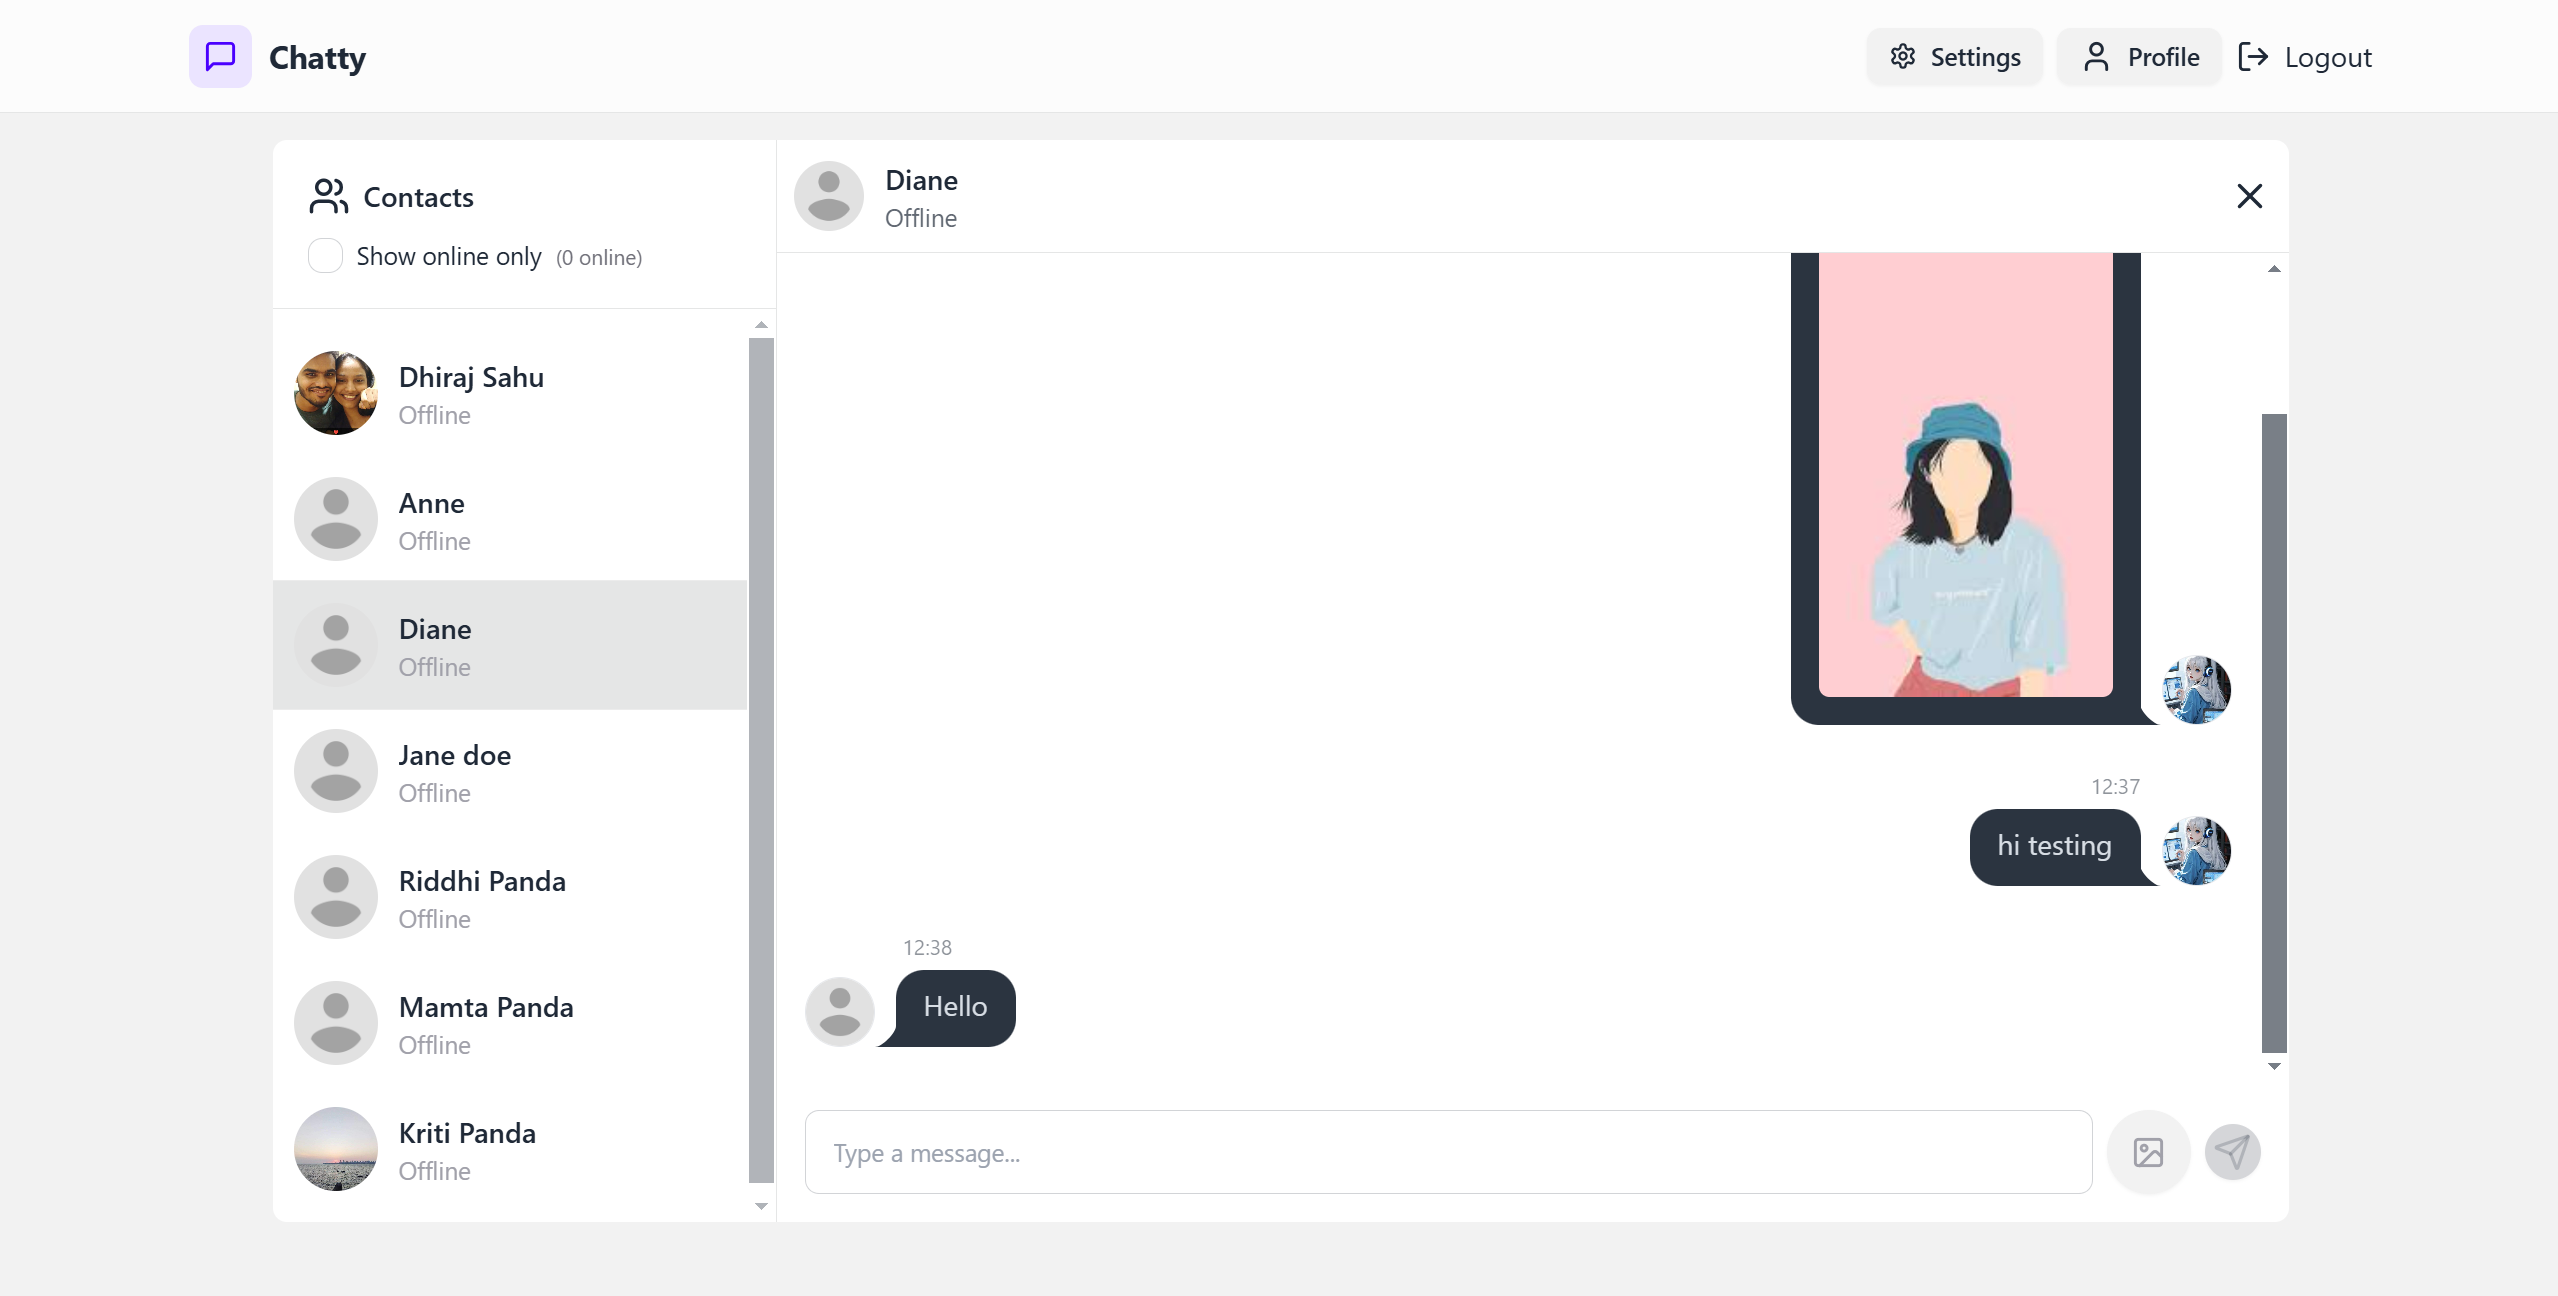 Chatty
Settings
Profile
Logout
Contacts
Show online only (0 online)
Dhiraj Sahu
Offline
Anne
Offline
Diane
Offline
Jane doe
Offline
Riddhi Panda
Offline
Mamta Panda
Offline
Kriti Panda
Offline
Diane
Offline
12:37
hi testing
12:38
Hello
Type a message...